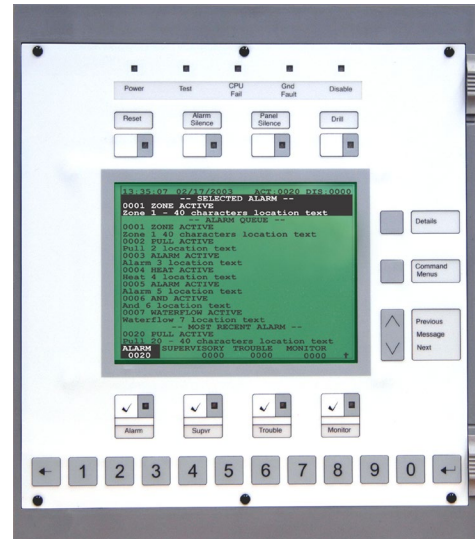 Power Test CPU Fail Gnd Fault Disable
Reset Alarm Silence Panel Silence Drill
13:35:07 02/17/2003 ACT:0020 DIS:0000
-- SELECTED ALARM --
0001 ZONE ACTIVE
Zone 1 - 40 characters location text
-- ALARM QUEUE --
0001 ZONE ACTIVE
Zone 1 40 characters location text
0002 PULL ACTIVE
Pull 2 location text
0003 ALARM ACTIVE
Alarm 3 location text
0004 HEAT ACTIVE
Heat 4 location text
0005 ALARM ACTIVE
Alarm 5 location text
0006 AND ACTIVE
And 6 location text
0007 WATERFLOW ACTIVE
Waterflow 7 location text
-- MOST RECENT ALARM --
0020 PULL ACTIVE
Pull 20 - 40 characters location text
ALARM SUPERVISORY TROUBLE MONITOR
0020 0000 0000 0000 ↑
Details
Command
Menus
Previous
Message
Next
Alarm Supvr Trouble Monitor
← 1 2 3 4 5 6 7 8 9 0 ↵